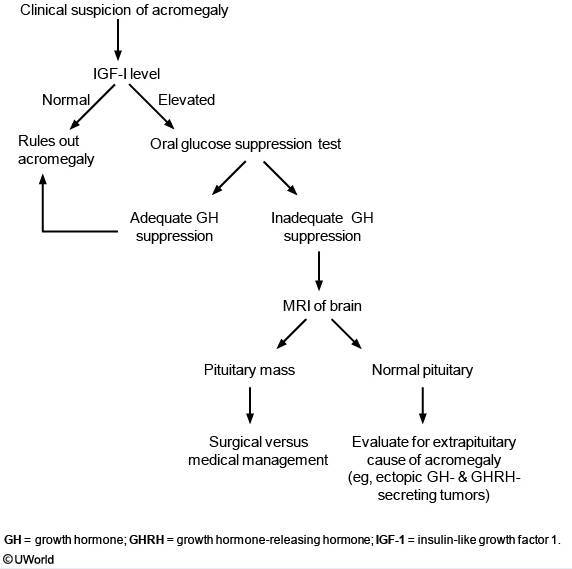 Clinical suspicion of acromegaly
IGF-I level
Normal
Elevated
Rules out
acromegaly
Oral glucose suppression test
Adequate GH
suppression
Inadequate GH
suppression
MRI of brain
Pituitary mass
Normal pituitary
Surgical versus
medical management
Evaluate for extrapituitary
cause of acromegaly
(eg, ectopic GH- & GHRH-
secreting tumors)
GH = growth hormone; GHRH = growth hormone-releasing hormone; IGF-1 = insulin-like growth factor 1.
© UWorld